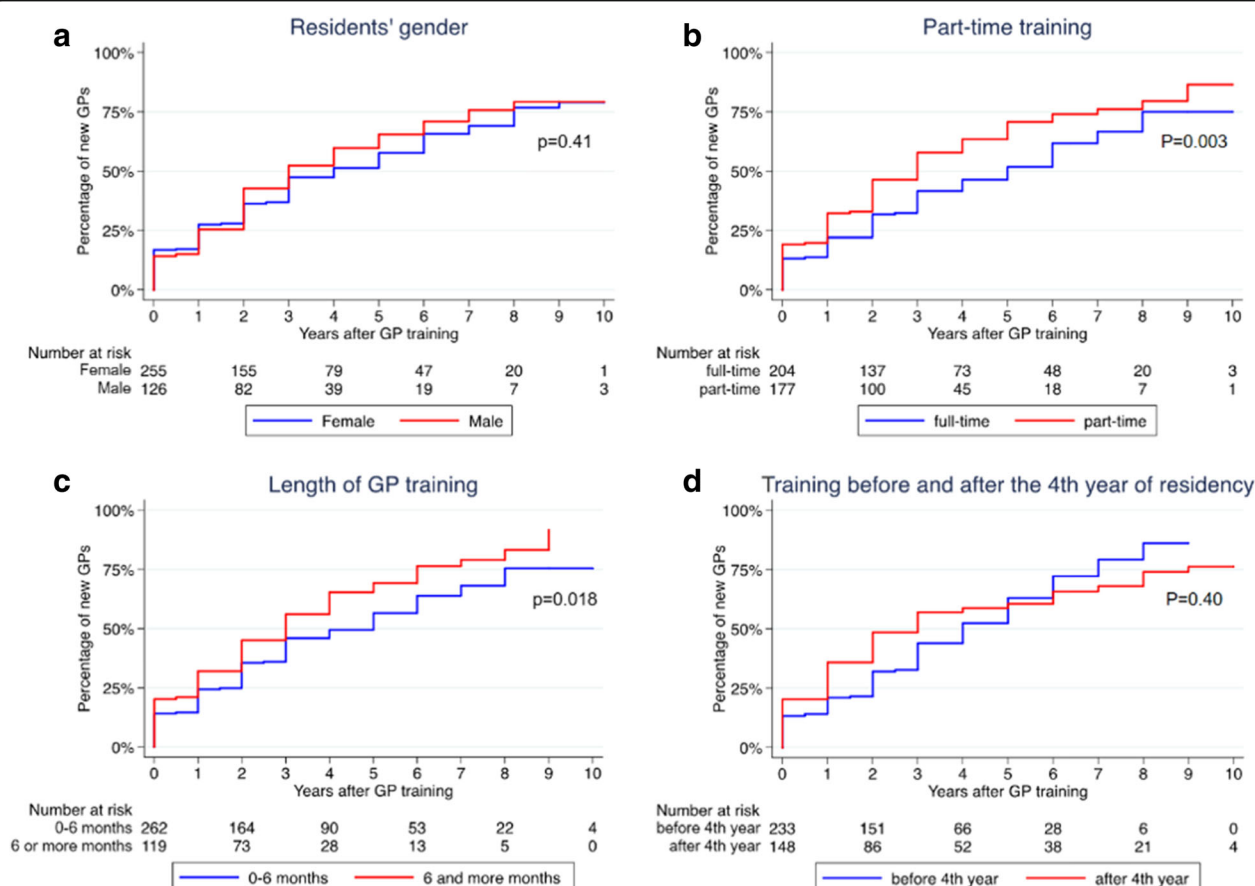 a Residents' gender
100%
75%
50%
25%
0%
Percentage of new GPs
p=0.41
0 1 2 3 4 5 6 7 8 9 10
Years after GP training
Number at risk
Female 255 155 79 47 20 1
Male 126 82 39 19 7 3
Female Male
b Part-time training
100%
75%
50%
25%
0%
Percentage of new GPs
P=0.003
0 1 2 3 4 5 6 7 8 9 10
Years after GP training
Number at risk
full-time 204 137 73 48 20 3
part-time 177 100 45 18 7 1
full-time part-time
c Length of GP training
100%
75%
50%
25%
0%
Percentage of new GPs
p=0.018
0 1 2 3 4 5 6 7 8 9 10
Years after GP training
Number at risk
0-6 months 262 164 90 53 22 4
6 or more months 119 73 28 13 5 0
0-6 months 6 and more months
d Training before and after the 4th year of residency
100%
75%
50%
25%
0%
Percentage of new GPs
P=0.40
0 1 2 3 4 5 6 7 8 9 10
Years after GP training
Number at risk
before 4th year 233 151 66 28 6 0
after 4th year 148 86 52 38 21 4
before 4th year after 4th year